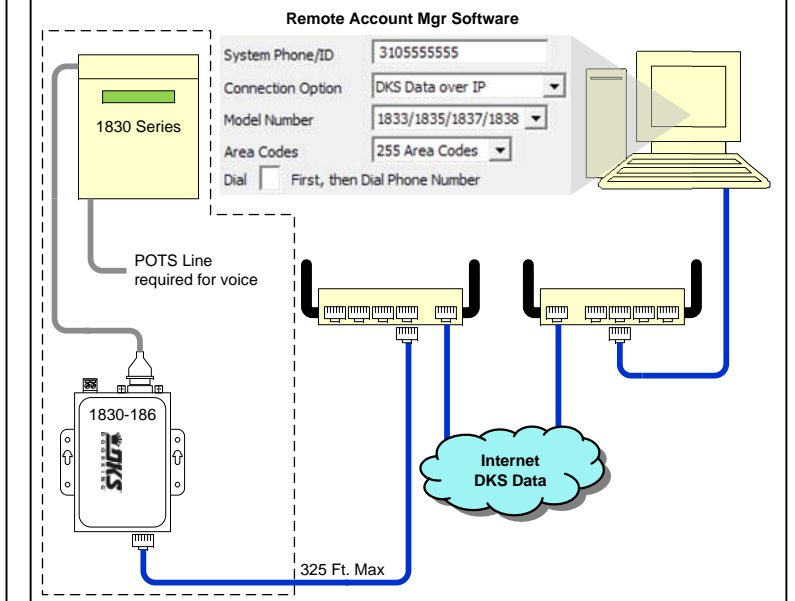 Remote Account Mgr Software
System Phone/ID 3105555555
Connection Option DKS Data over IP
Model Number 1833/1835/1837/1838
Area Codes 255 Area Codes
Dial First, then Dial Phone Number
1830 Series
POTS Line
required for voice
1830-186
DKS
DOORKING
Internet
DKS Data
325 Ft. Max